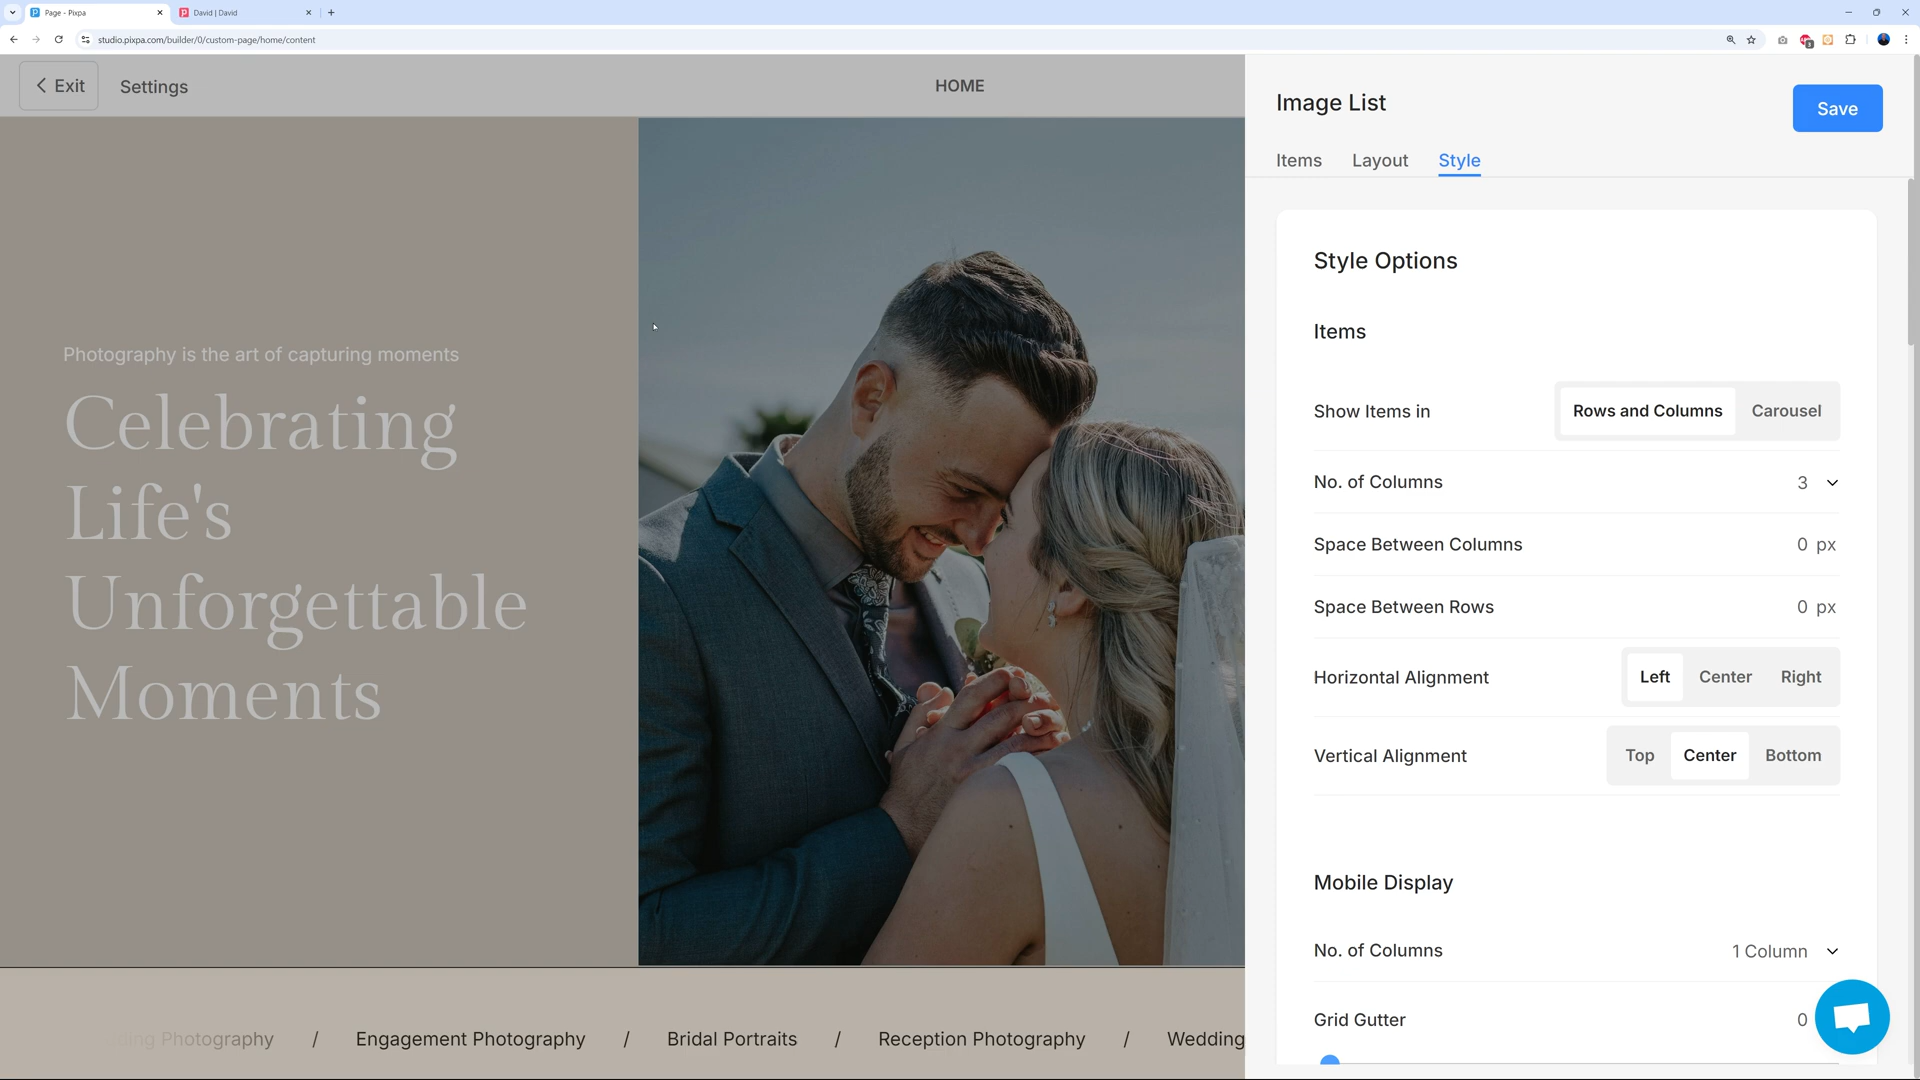 Page - Pixpa
David | David
studio.pixpa.com/builder/0/custom-page/home/content
3
Exit
Settings
HOME
Image List
Save
Items
Layout
Style
Style Options
Items
Show Items in
Rows and Columns
Carousel
No. of Columns
3
Space Between Columns
0 px
Space Between Rows
0 px
Horizontal Alignment
Left
Center
Right
Vertical Alignment
Top
Center
Bottom
Mobile Display
No. of Columns
1 Column
Grid Gutter
0
Photography is the art of capturing moments
Celebrating
Life's
Unforgettable
Moments
Photography / Engagement Photography / Bridal Portraits / Reception Photography / Wedding